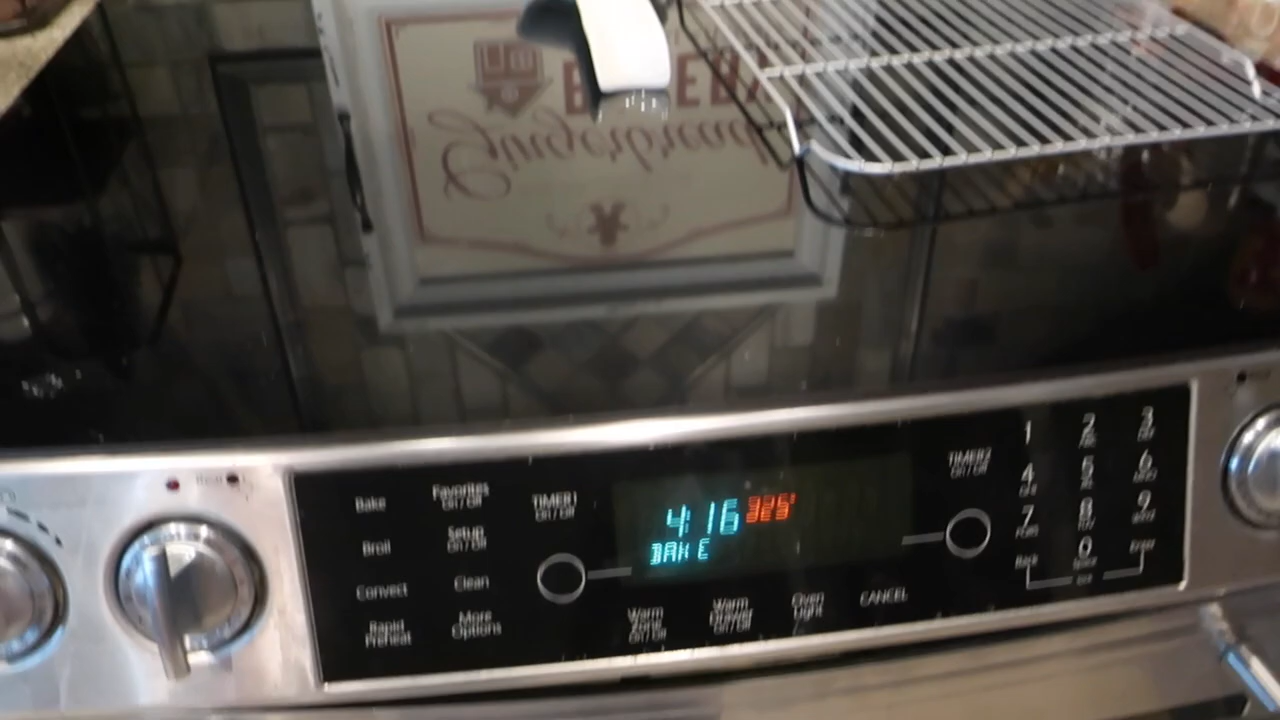 Gingerbread
Bake
Favorites
On / Off
TIMER1
On / Off
4:16 325°
BAKE
TIMER2
On / Off
1
2
3
Broil
Setup
On / Off
4
5
6
Convect
Clean
7
8
9
Rapid
Preheat
More
Options
Warm
On / Off
Warm
Drawer
On / Off
Oven
Light
CANCEL
Back
0
Space
Enter